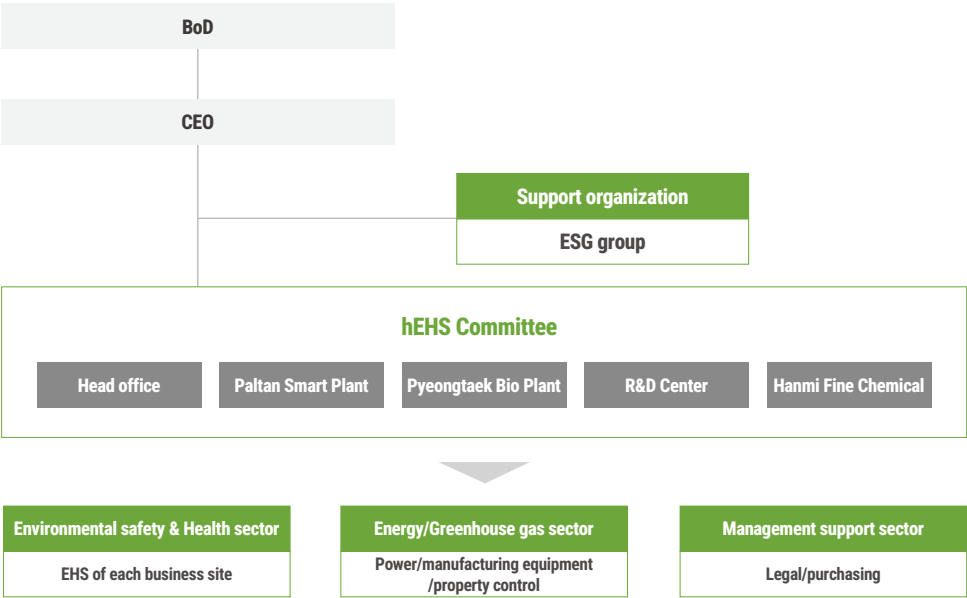 BoD
CEO
Support organization
ESG group
hEHS Committee
Head office
Paltan Smart Plant
Pyeongtaek Bio Plant
R&D Center
Hanmi Fine Chemical
Environmental safety & Health sector
EHS of each business site
Energy/Greenhouse gas sector
Power/manufacturing equipment
/property control
Management support sector
Legal/purchasing